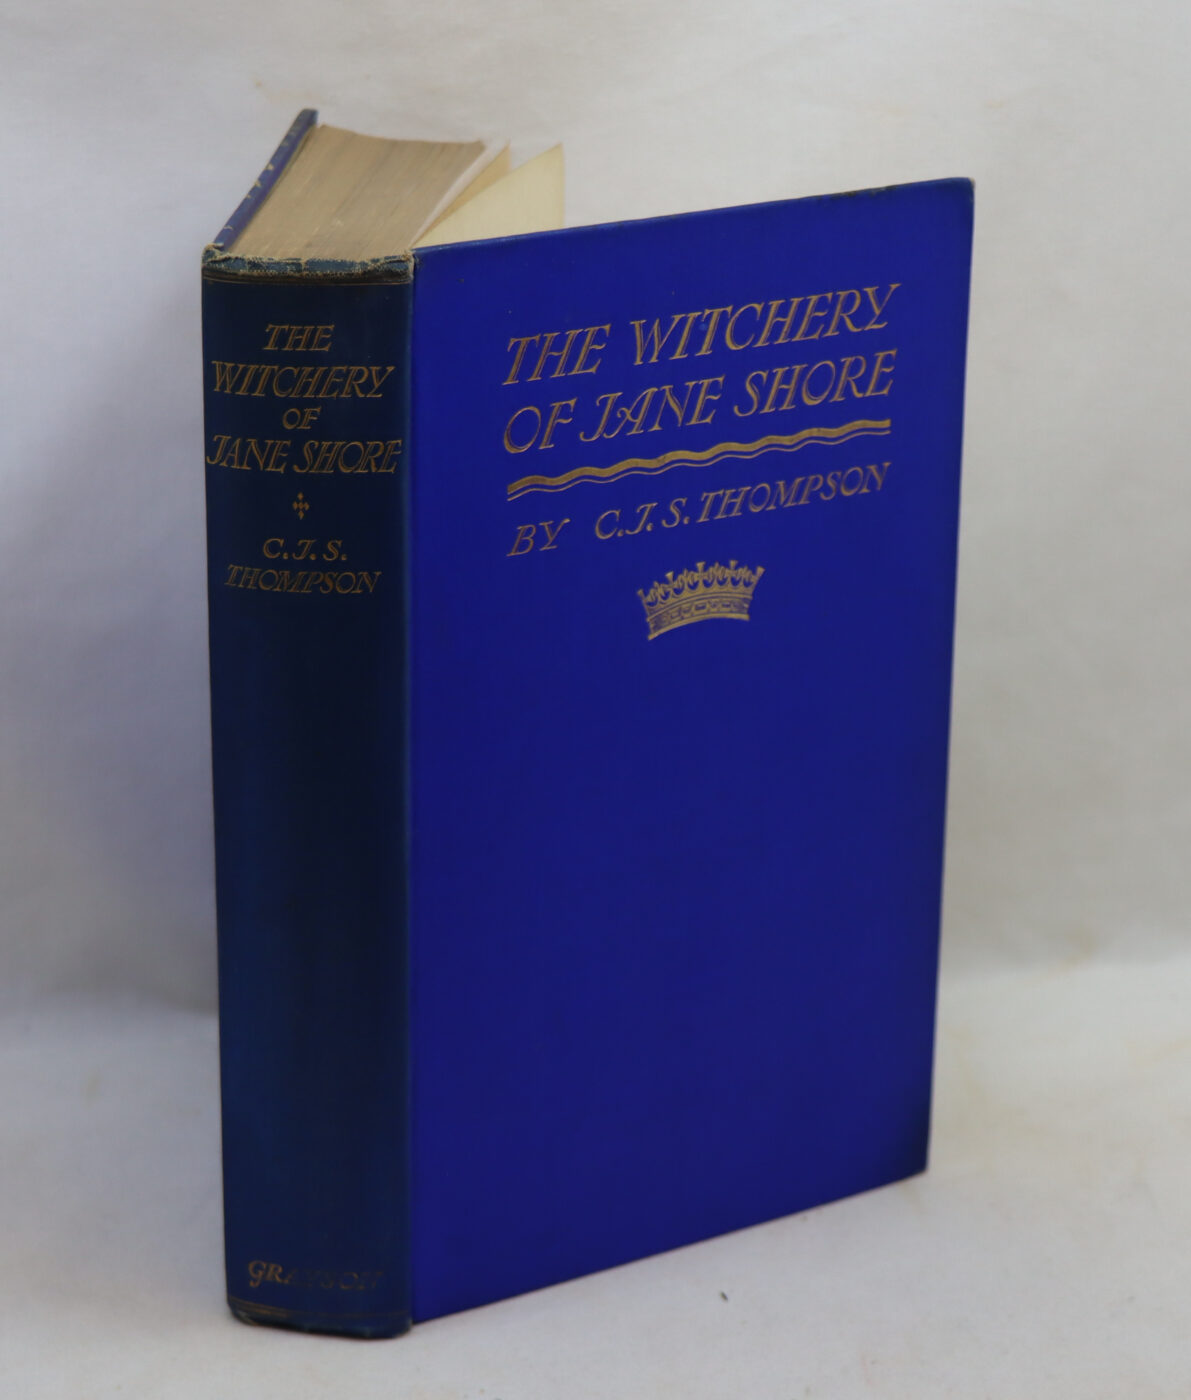 THE
WITCHERY
OF
JANE SHORE
C.J.S.
THOMPSON
GRAYSON
THE WITCHERY
OF JANE SHORE
BY C.J.S. THOMPSON